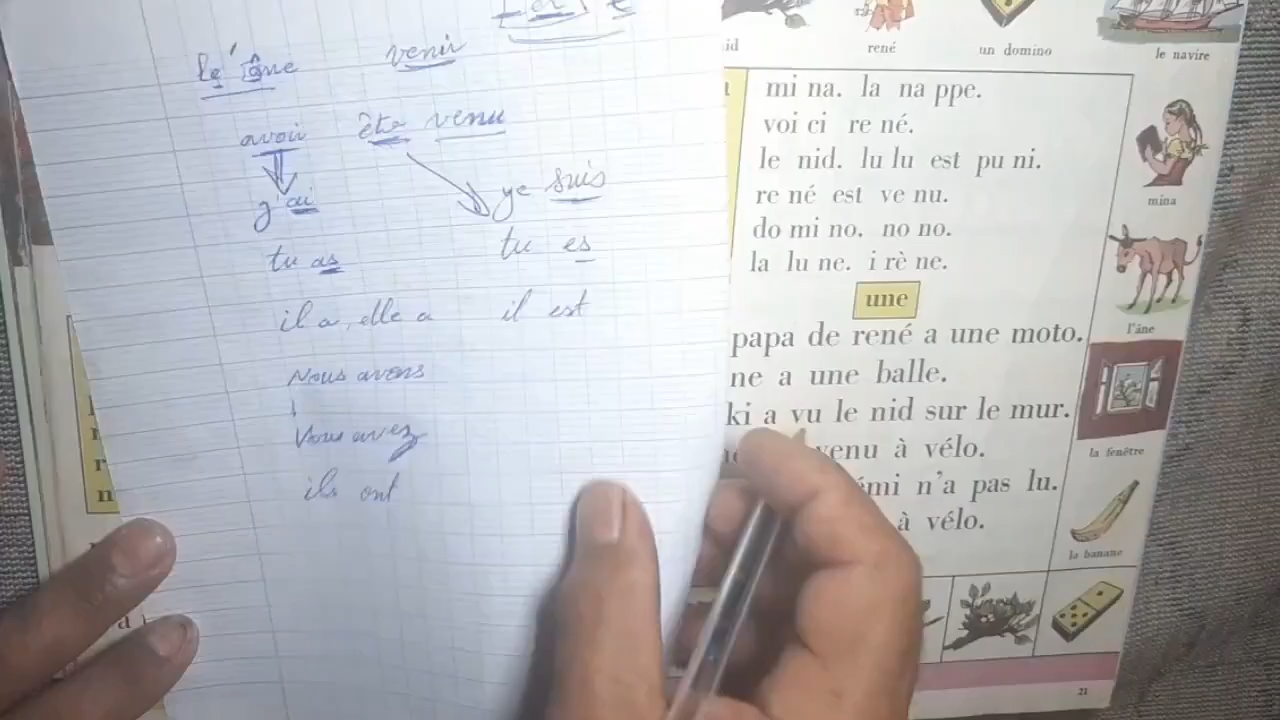 venir
avoir être venu
j'ai
je suis
tu as
tu es
il a, elle a
il est
Nous avons
Vous avez
ils ont
id
rené
un domino
le navire
mi na. la na ppe.
voi ci re né.
le nid. lu lu est pu ni.
re né est ve nu.
do mi no. no no.
la lu ne. i rè ne.
une
papa de rené a une moto.
ne a une balle.
ki a vu le nid sur le mur.
venu à vélo.
émi n'a pas lu.
à vélo.
mina
l'âne
la fenêtre
la banane
21